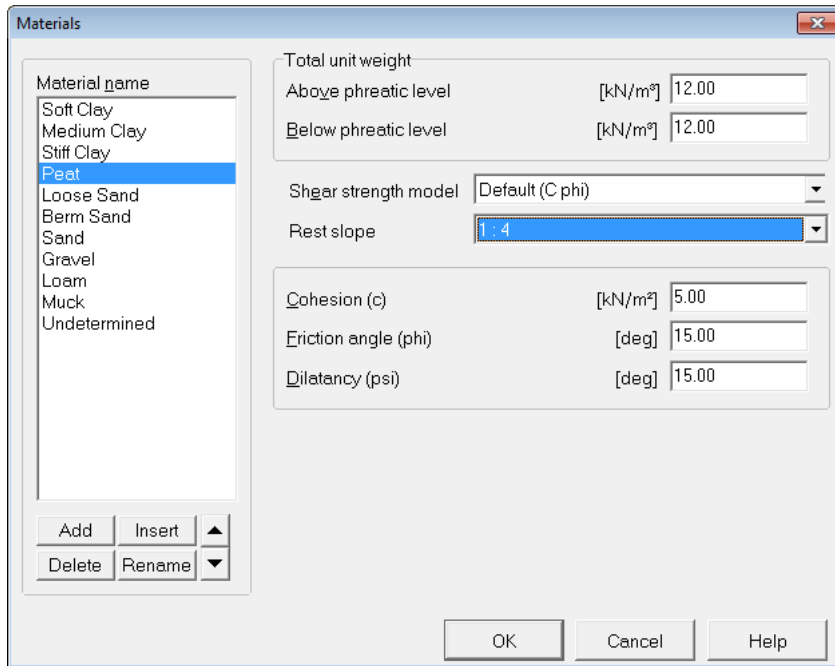 Materials
Material name
Soft Clay
Medium Clay
Stiff Clay
Peat
Loose Sand
Berm Sand
Sand
Gravel
Loam
Muck
Undetermined
Add Insert
Delete Rename
Total unit weight
Above phreatic level [kN/m³] 12.00
Below phreatic level [kN/m³] 12.00
Shear strength model Default (C phi)
Rest slope 1 : 4
Cohesion (c) [kN/m²] 5.00
Friction angle (phi) [deg] 15.00
Dilatancy (psi) [deg] 15.00
OK Cancel Help